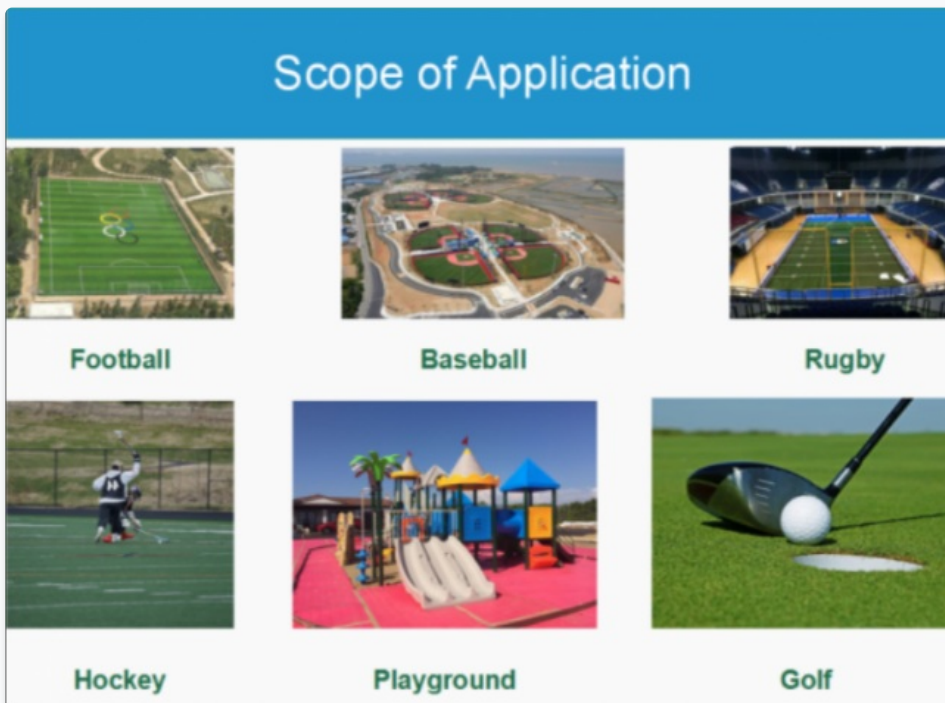 Scope of Application
Football
Baseball
Rugby
Hockey
Playground
Golf